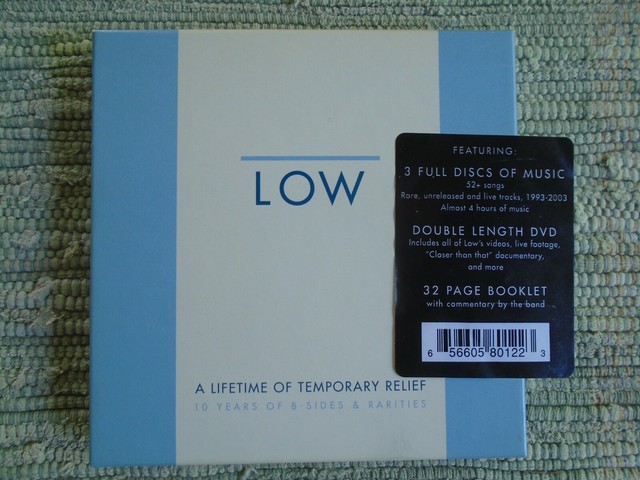 LOW
A LIFETIME OF TEMPORARY RELIEF
10 YEARS OF B-SIDES & RARITIES
FEATURING:
3 FULL DISCS OF MUSIC
52+ songs
Rare, unreleased and live tracks, 1993-2003
Almost 4 hours of music
DOUBLE LENGTH DVD
Includes all of Low's videos, live footage,
"Closer than that" documentary,
and more
32 PAGE BOOKLET
with commentary by the band
6 56605 80122 3